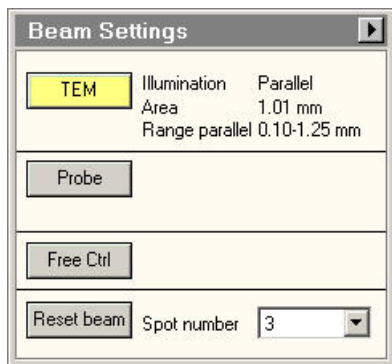 Beam Settings
TEM Illumination Parallel
Area 1.01 mm
Range parallel 0.10-1.25 mm
Probe
Free Ctrl
Reset beam Spot number 3